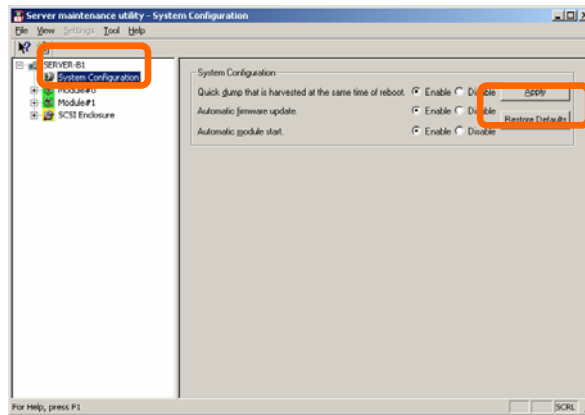 Server maintenance utility - System Configuration
File View Settings Tool Help
SERVER-B1
System Configuration
Module#0
Module#1
SCSI Enclosure
System Configuration
Quick dump that is harvested at the same time of reboot. Enable Disable Apply
Automatic firmware update. Enable Disable Restore Defaults
Automatic module start. Enable Disable
For Help, press F1
SCRL